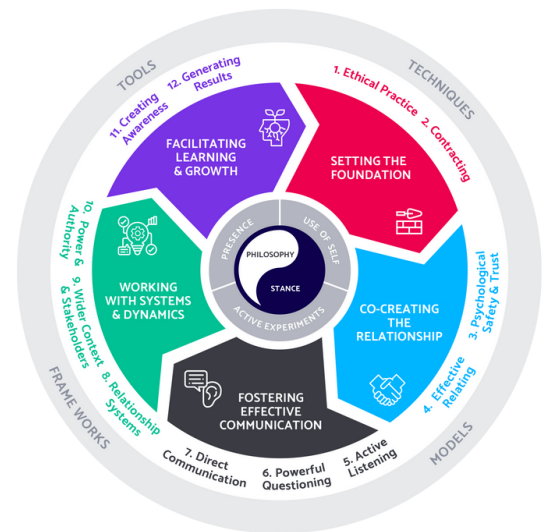 TOOLS
TECHNIQUES
MODELS
FRAME WORKS
1. Ethical Practice
2. Contracting
3. Psychological
Safety & Trust
4. Effective
Relating
5. Active
Listening
6. Powerful
Questioning
7. Direct
Communication
8. Relationship
Systems
9. Wider Context
& Stakeholders
10. Power &
Authority
11. Creating
Awareness
12. Generating
Results
SETTING THE
FOUNDATION
CO-CREATING
THE
RELATIONSHIP
FOSTERING
EFFECTIVE
COMMUNICATION
WORKING
WITH SYSTEMS
& DYNAMICS
FACILITATING
LEARNING
& GROWTH
PRESENCE
USE OF SELF
ACTIVE EXPERIMENTS
PHILOSOPHY
STANCE